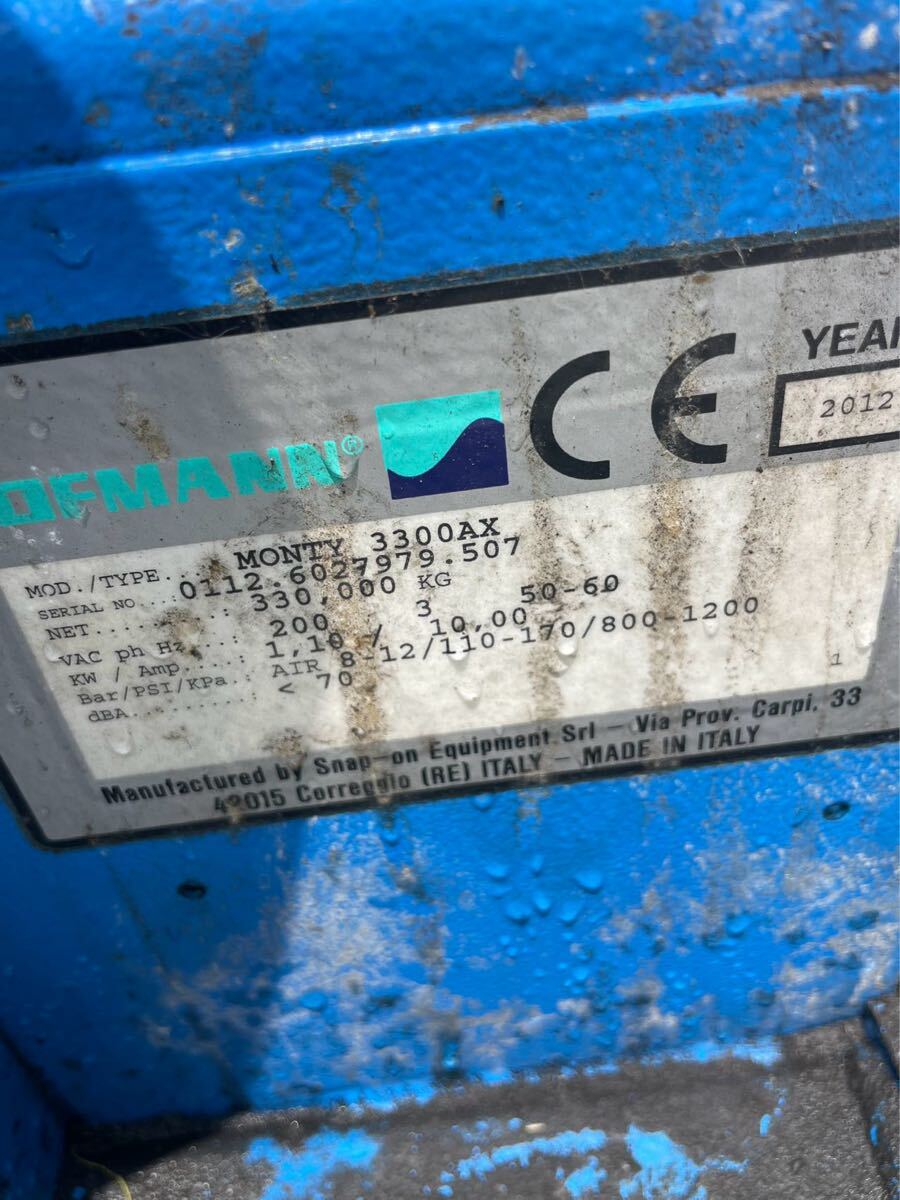 YEAR
2012
OFMANN®
CE
MOD./TYPE.. MONTY 3300AX
SERIAL NO...: 0112.6027979.507
NET.........: 330,000 KG
VAC ph Hz...: 200 3 50-60
KW / Amp....: 1,10 / 10,00
Bar/PSI/KPa.: AIR 8-12/110-170/800-1200
dBA.........: < 70
1
Manufactured by Snap-on Equipment Srl - Via Prov. Carpi, 33
42015 Correggio (RE) ITALY - MADE IN ITALY